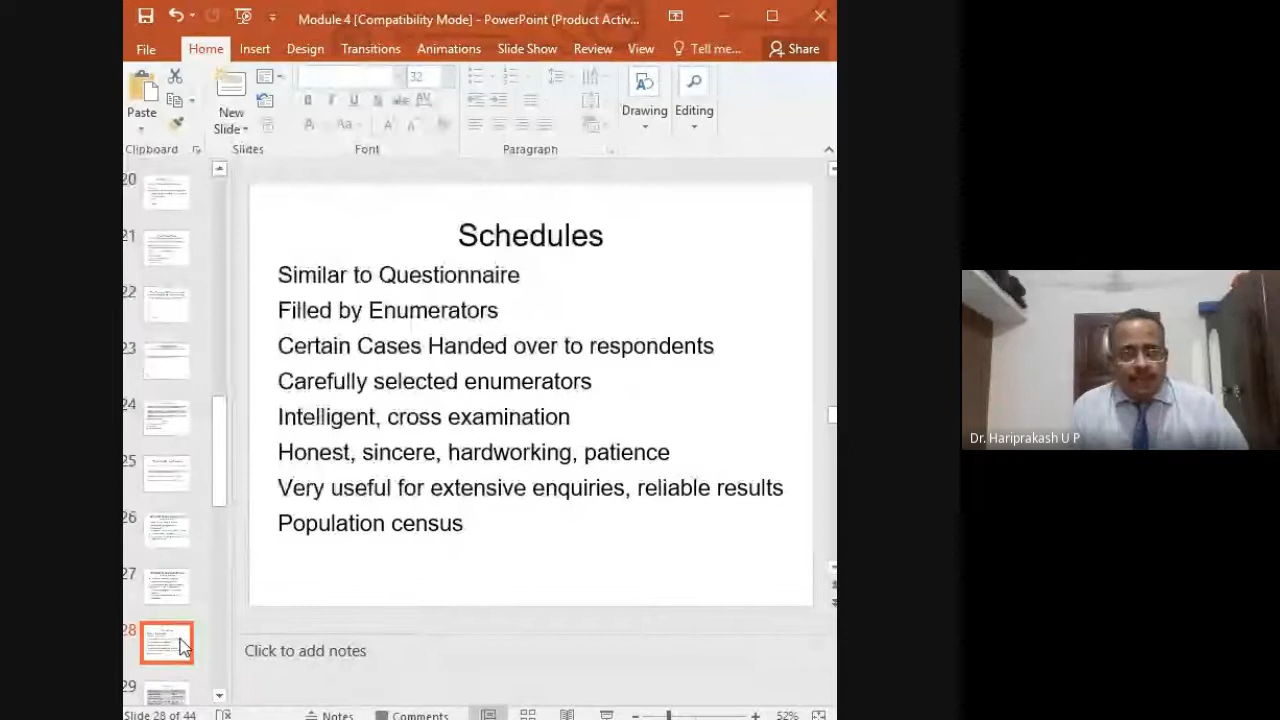 Module 4 [Compatibility Mode] - PowerPoint (Product Activ...
File Home Insert Design Transitions Animations Slide Show Review View Tell me... Share
32
Paste
New
Slide
Drawing
Editing
Clipboard
Slides
Font
Paragraph
20
21
22
23
24
25
26
27
28
29
Schedules
Similar to Questionnaire
Filled by Enumerators
Certain Cases Handed over to respondents
Carefully selected enumerators
Intelligent, cross examination
Honest, sincere, hardworking, patience
Very useful for extensive enquiries, reliable results
Population census
Click to add notes
Slide 28 of 44
Notes
Comments
52%
Dr. Hariprakash U P